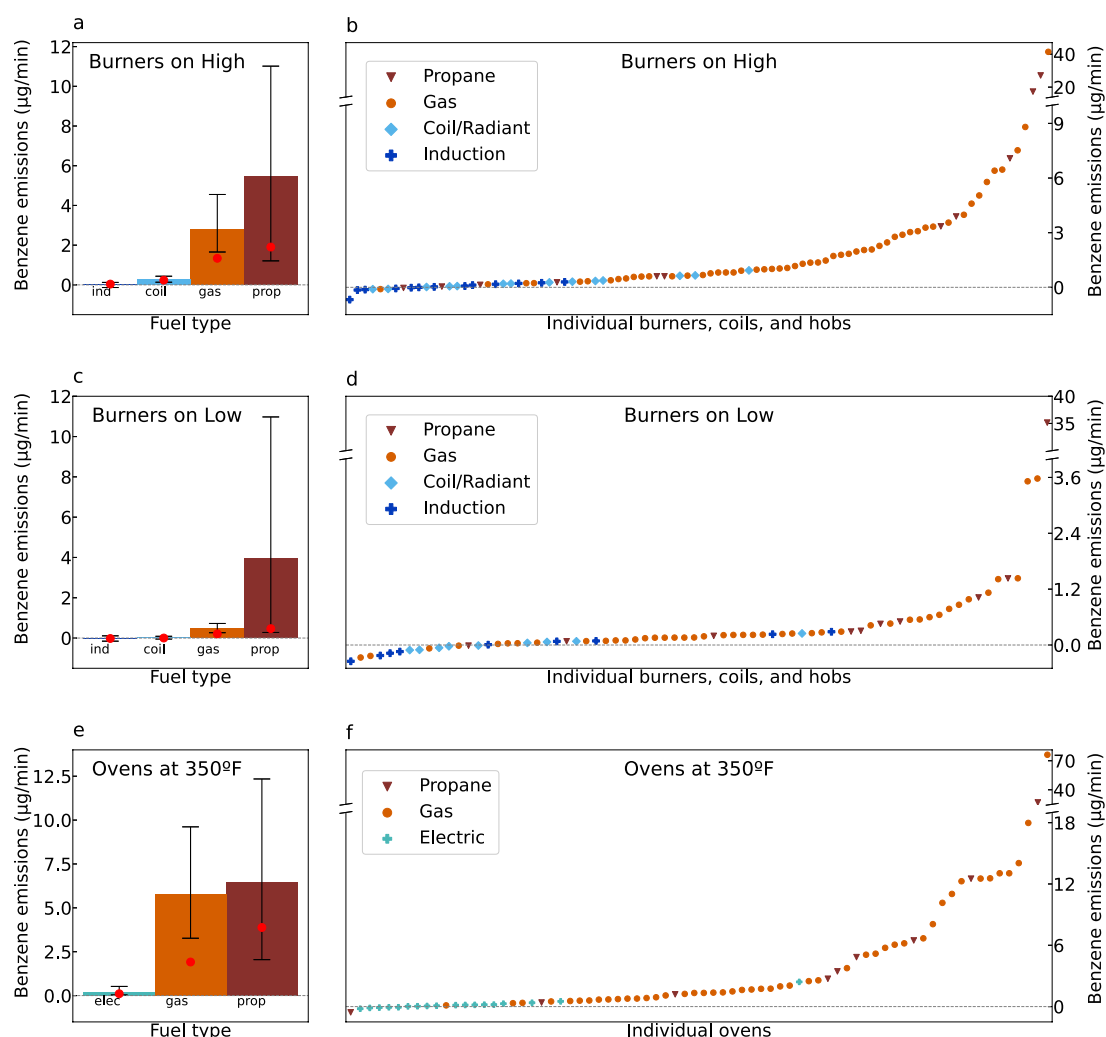 a
Benzene emissions (µg/min)
12
10
8
6
4
2
0
Burners on High
ind
coil
gas
prop
Fuel type
b
Burners on High
Propane
Gas
Coil/Radiant
Induction
40
20
9
6
3
0
Benzene emissions (µg/min)
Individual burners, coils, and hobs
c
Benzene emissions (µg/min)
12
10
8
6
4
2
0
Burners on Low
ind
coil
gas
prop
Fuel type
d
Burners on Low
Propane
Gas
Coil/Radiant
Induction
40
35
3.6
2.4
1.2
0.0
Benzene emissions (µg/min)
Individual burners, coils, and hobs
e
Benzene emissions (µg/min)
12.5
10.0
7.5
5.0
2.5
0.0
Ovens at 350ºF
elec
gas
prop
Fuel type
f
Ovens at 350ºF
Propane
Gas
Electric
70
40
18
12
6
0
Benzene emissions (µg/min)
Individual ovens